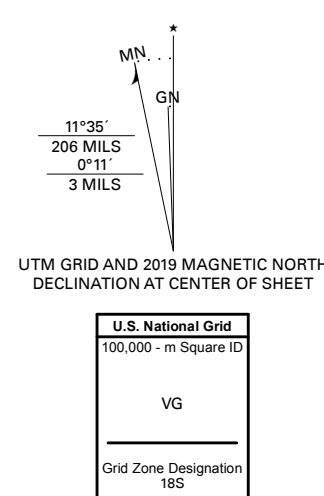 ★
MN
GN
11°35´
206 MILS
0°11´
3 MILS
UTM GRID AND 2019 MAGNETIC NORTH
DECLINATION AT CENTER OF SHEET
U.S. National Grid
100,000 - m Square ID
VG
Grid Zone Designation
18S